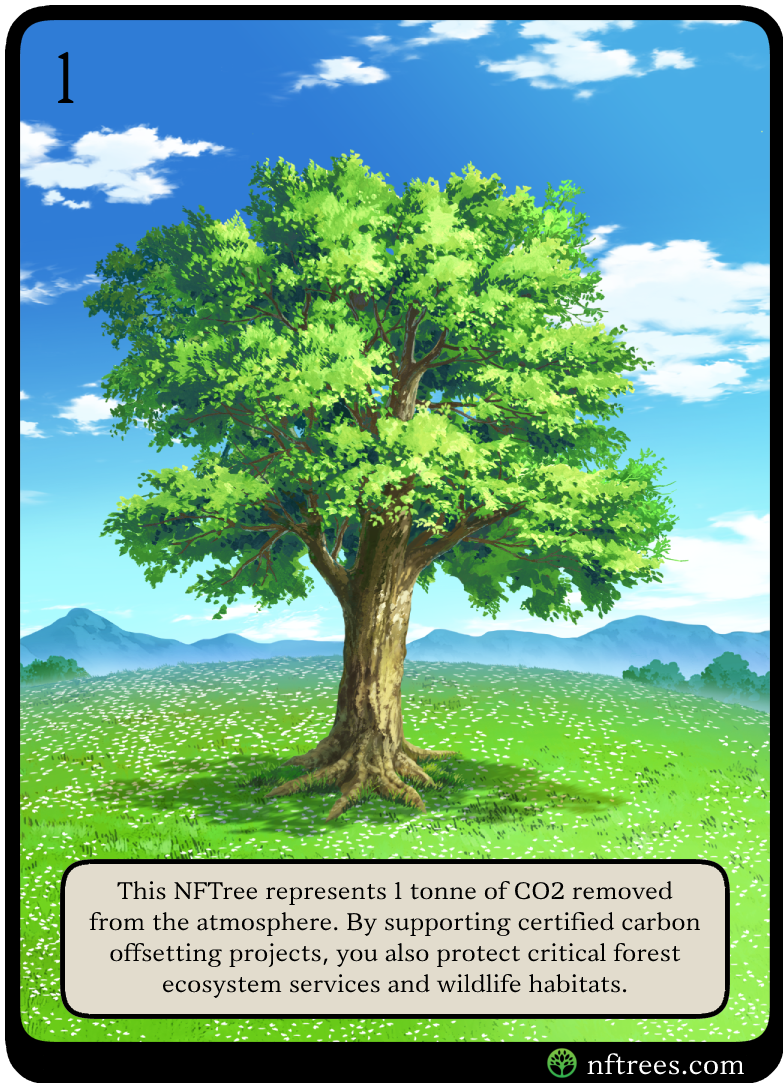 1
This NFTree represents 1 tonne of CO2 removed
from the atmosphere. By supporting certified carbon
offsetting projects, you also protect critical forest
ecosystem services and wildlife habitats.
nftrees.com